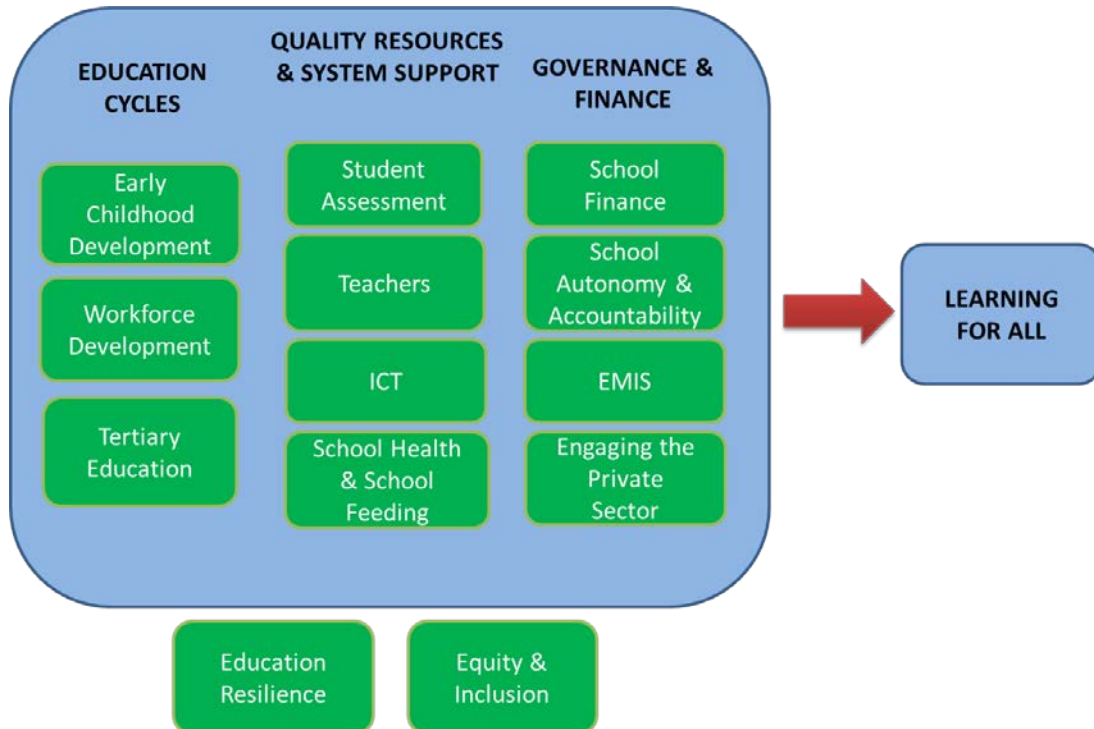 EDUCATION
CYCLES
Early
Childhood
Development
Workforce
Development
Tertiary
Education
QUALITY RESOURCES
& SYSTEM SUPPORT
Student
Assessment
Teachers
ICT
School Health
& School
Feeding
GOVERNANCE &
FINANCE
School
Finance
School
Autonomy &
Accountability
EMIS
Engaging the
Private
Sector
LEARNING
FOR ALL
Education
Resilience
Equity &
Inclusion